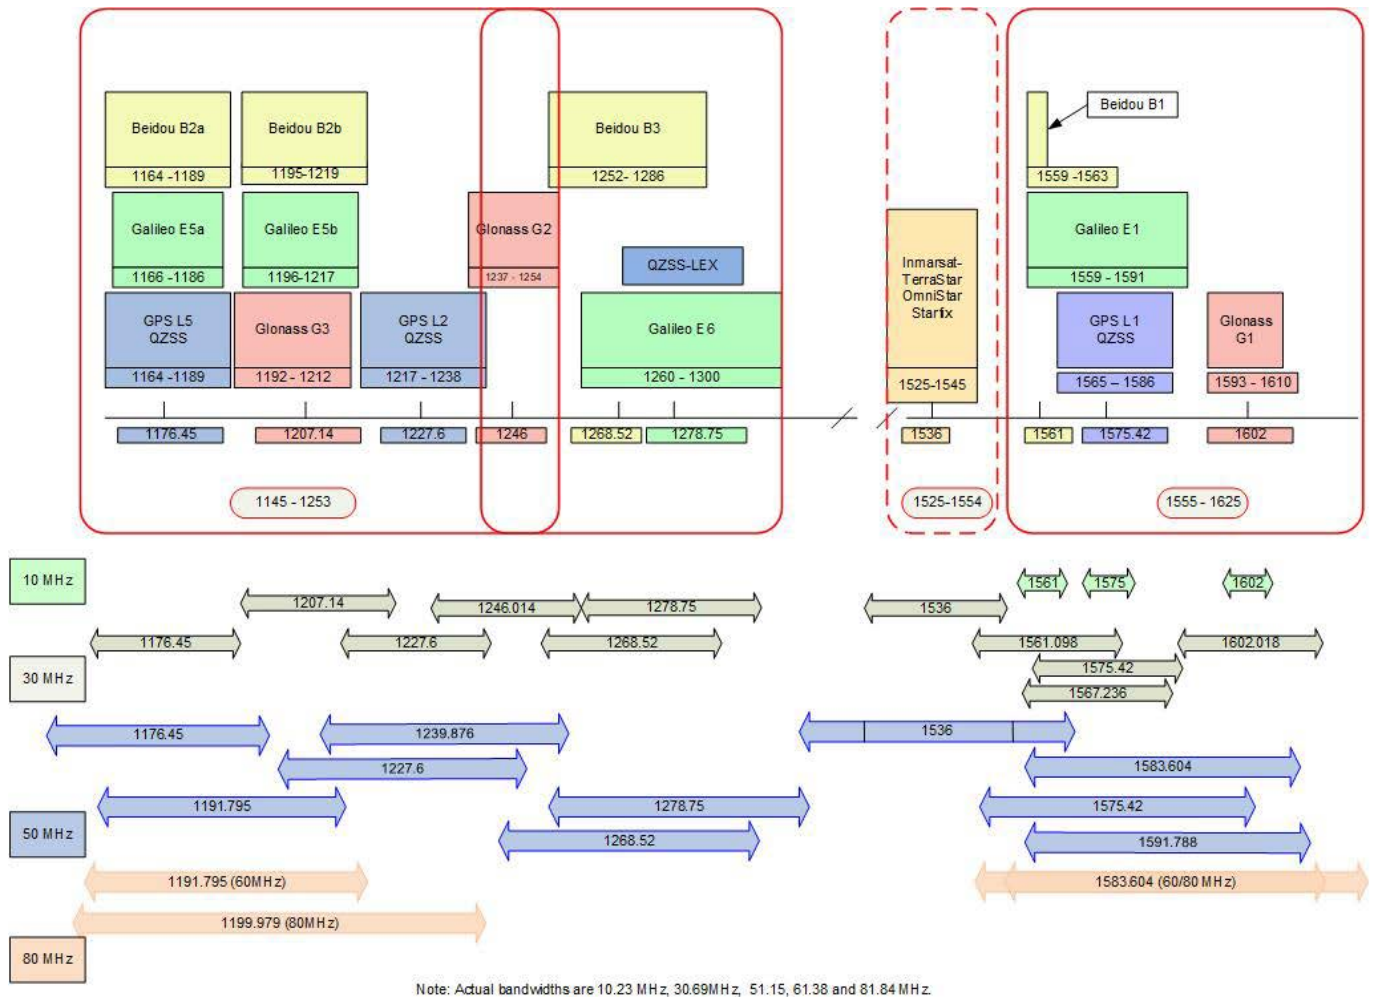 Beidou B2a
1164 -1189
Beidou B2b
1195-1219
Beidou B3
1252- 1286
Beidou B1
1559 -1563
Galileo E5a
1166 -1186
Galileo E5b
1196-1217
Glonass G2
1237 - 1254
QZSS-LEX
Inmarsat-
TerraStar
OmniStar
Starfix
1525-1545
Galileo E1
1559 - 1591
GPS L5
QZSS
1164 -1189
Glonass G3
1192 - 1212
GPS L2
QZSS
1217 - 1238
Galileo E6
1260 - 1300
GPS L1
QZSS
1565 – 1586
Glonass
G1
1593 - 1610
1176.45
1207.14
1227.6
1246
1268.52
1278.75
1536
1561
1575.42
1602
1145 - 1253
1525-1554
1555 - 1625
10 MHz
1561
1575
1602
1207.14
1246.014
1278.75
1536
1176.45
1227.6
1268.52
1561.098
1602.018
30 MHz
1575.42
1567.236
1176.45
1239.876
1536
1227.6
1583.604
1191.795
1278.75
1575.42
50 MHz
1268.52
1591.788
1191.795 (60MHz)
1583.604 (60/80 MHz)
1199.979 (80MHz)
80 MHz
Note: Actual bandwidths are 10.23 MHz, 30.69MHz, 51.15, 61.38 and 81.84 MHz.